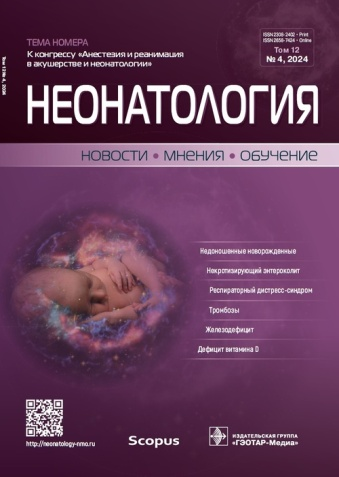 ISSN 2308-2402 • Print
ISSN 2658-7424 • Online
ТЕМА НОМЕРА
Том 12
К конгрессу «Анестезия и реанимация
в акушерстве и неонатологии»
№ 4, 2024
Том 12 № 4, 2024
НЕОНАТОЛОГИЯ
НОВОСТИ • МНЕНИЯ • ОБУЧЕНИЕ
Недоношенные новорожденные
Некротизирующий энтероколит
Респираторный дистресс-синдром
Тромбозы
Железодефицит
Дефицит витамина D
http://neonatology-nmo.ru
Scopus
ИЗДАТЕЛЬСКАЯ ГРУППА
«ГЭОТАР-Медиа»